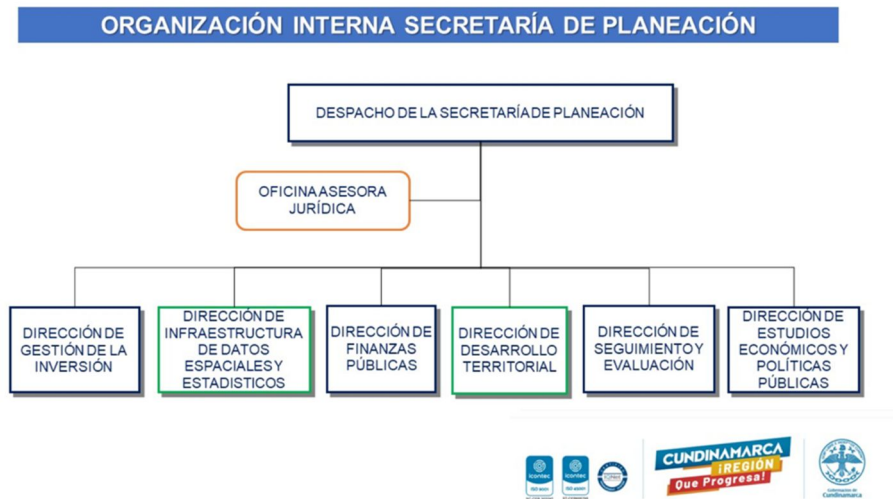 ORGANIZACIÓN INTERNA SECRETARÍA DE PLANEACIÓN
DESPACHO DE LA SECRETARÍA DE PLANEACIÓN
OFICINA ASESORA
JURÍDICA
DIRECCIÓN DE
GESTIÓN DE LA
INVERSIÓN
DIRECCIÓN DE
INFRAESTRUCTURA
DE DATOS
ESPACIALES Y
ESTADISTICOS
DIRECCIÓN DE
FINANZAS
PÚBLICAS
DIRECCIÓN DE
DESARROLLO
TERRITORIAL
DIRECCIÓN DE
SEGUIMIENTO Y
EVALUACIÓN
DIRECCIÓN DE
ESTUDIOS
ECONÓMICOS Y
POLÍTICAS
PÚBLICAS
icontec
icontec
CUNDINAMARCA
¡REGIÓN
Que Progresa!
Gobernación de
Cundinamarca